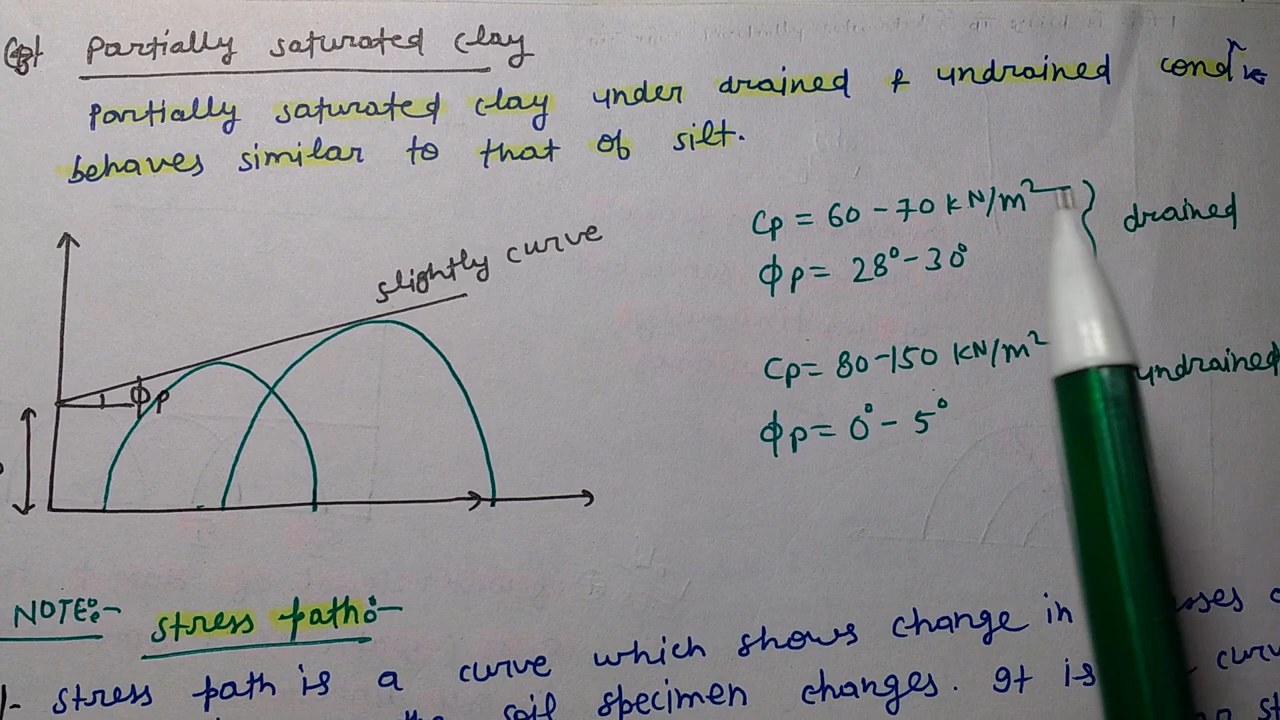 Partially saturated clay
Partially saturated clay under drained & undrained condn
behaves similar to that of silt.
Cp = 60 - 70 kN/m² } drained
Φp = 28° - 30°
slightly curve
Φp
Cp = 80-150 KN/m² undrained
Φp = 0° - 5°
NOTE:- stress path:-
1- stress path is a curve which shows change in
soil specimen changes. It is curve